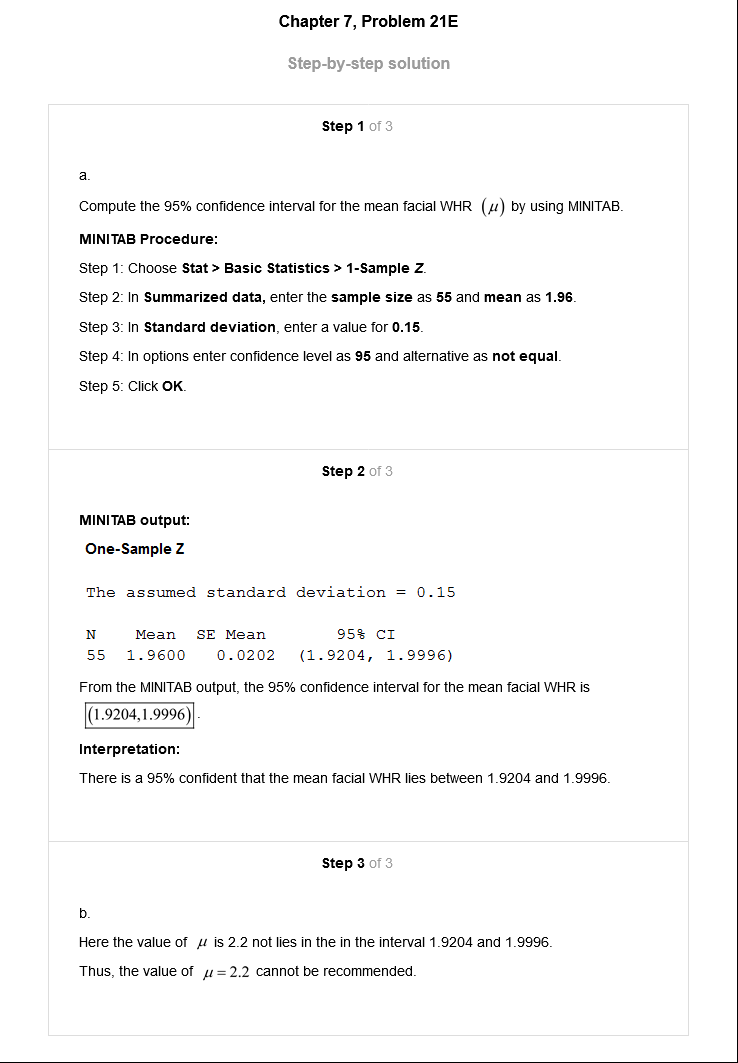 Chapter 7, Problem 21E
Step-by-step solution
Step 1 of 3
a.
Compute the 95% confidence interval for the mean facial WHR (μ) by using MINITAB.
MINITAB Procedure:
Step 1: Choose Stat > Basic Statistics > 1-Sample Z.
Step 2: In Summarized data, enter the sample size as 55 and mean as 1.96.
Step 3: In Standard deviation, enter a value for 0.15.
Step 4: In options enter confidence level as 95 and alternative as not equal.
Step 5: Click OK.
Step 2 of 3
MINITAB output:
One-Sample Z
The assumed standard deviation = 0.15
N Mean SE Mean 95% CI
55 1.9600 0.0202 (1.9204, 1.9996)
From the MINITAB output, the 95% confidence interval for the mean facial WHR is
(1.9204,1.9996).
Interpretation:
There is a 95% confident that the mean facial WHR lies between 1.9204 and 1.9996.
Step 3 of 3
b.
Here the value of μ is 2.2 not lies in the in the interval 1.9204 and 1.9996.
Thus, the value of μ = 2.2 cannot be recommended.